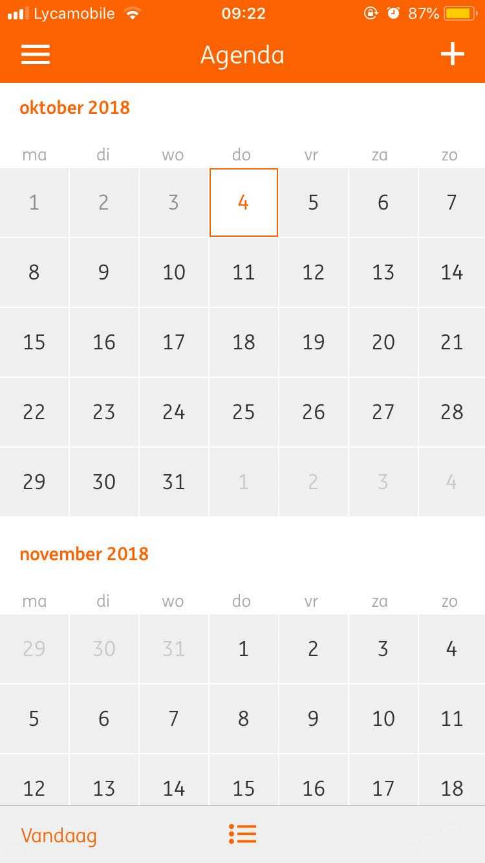 Lycamobile 09:22 87%
Agenda
oktober 2018
ma di wo do vr za zo
1 2 3 4 5 6 7
8 9 10 11 12 13 14
15 16 17 18 19 20 21
22 23 24 25 26 27 28
29 30 31 1 2 3 4
november 2018
ma di wo do vr za zo
29 30 31 1 2 3 4
5 6 7 8 9 10 11
12 13 14 15 16 17 18
Vandaag